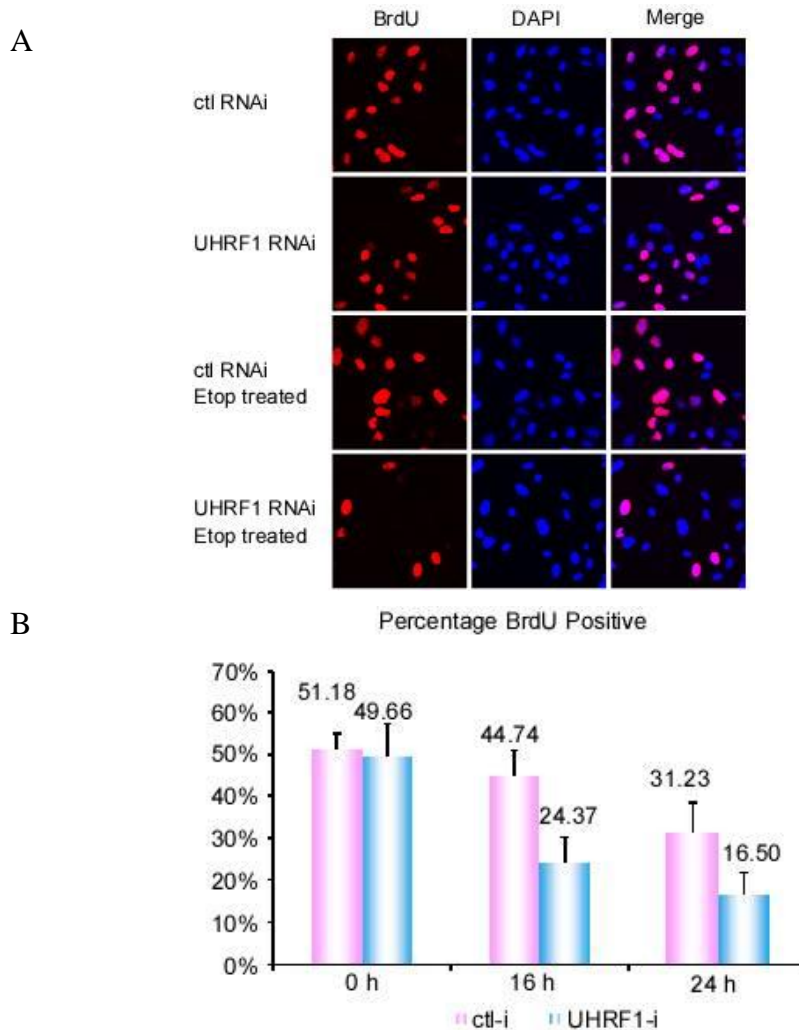 A
BrdU DAPI Merge
ctl RNAi
UHRF1 RNAi
ctl RNAi
Etop treated
UHRF1 RNAi
Etop treated
B
Percentage BrdU Positive
70%
60%
50%
40%
30%
20%
10%
0%
51.18
49.66
44.74
24.37
31.23
16.50
0 h 16 h 24 h
ctl-i UHRF1-i